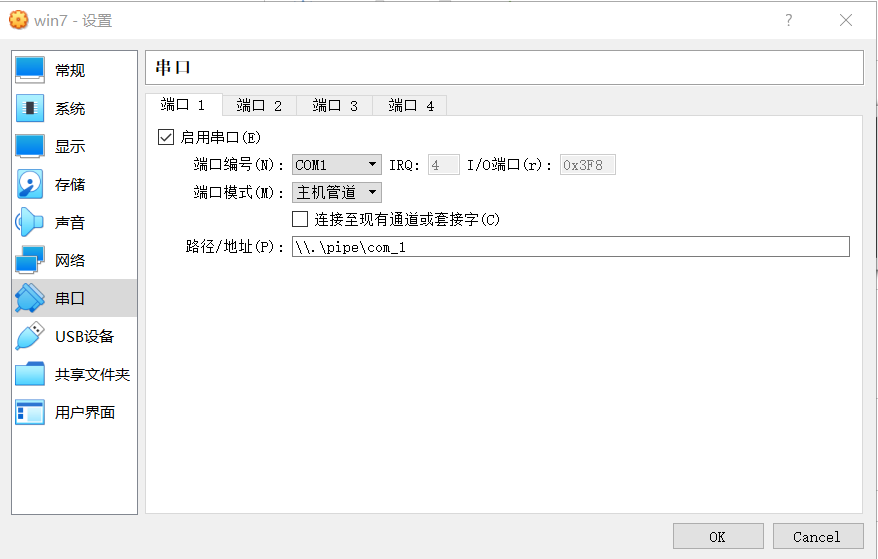 win7 - 设置
?
常规
系统
显示
存储
声音
网络
串口
USB设备
共享文件夹
用户界面
串口
端口 1 端口 2 端口 3 端口 4
启用串口(E)
端口编号(N): COM1 IRQ: 4 I/O端口(r): 0x3F8
端口模式(M): 主机管道
连接至现有通道或套接字(C)
路径/地址(P): \\.\pipe\com_1
OK Cancel